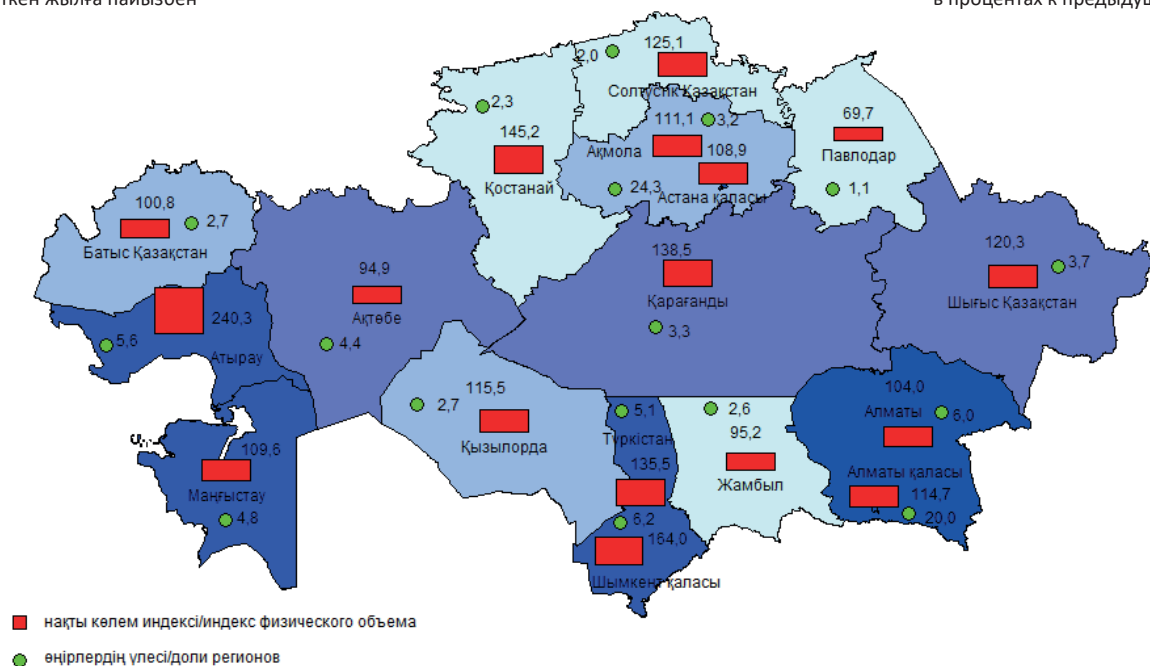 ткен жылға пайызбен
в процентах к предыдущ
2,0
125,1
Солтүстік Қазақстан
2,3
145,2
Қостанай
111,1
3,2
Ақмола
108,9
24,3
Астана қаласы
69,7
Павлодар
1,1
100,8
2,7
Батыс Қазақстан
240,3
5,6
Атырау
94,9
Ақтөбе
4,4
138,5
Қарағанды
3,3
120,3
3,7
Шығыс Қазақстан
115,5
2,7
Қызылорда
5,1
Түркістан
135,5
2,6
95,2
Жамбыл
104,0
Алматы
6,0
Алматы қаласы
114,7
20,0
109,6
Маңғыстау
4,8
6,2
164,0
Шымкент қаласы
нақты көлем индексі/индекс физического объема
өңірлердің үлесі/доли регионов